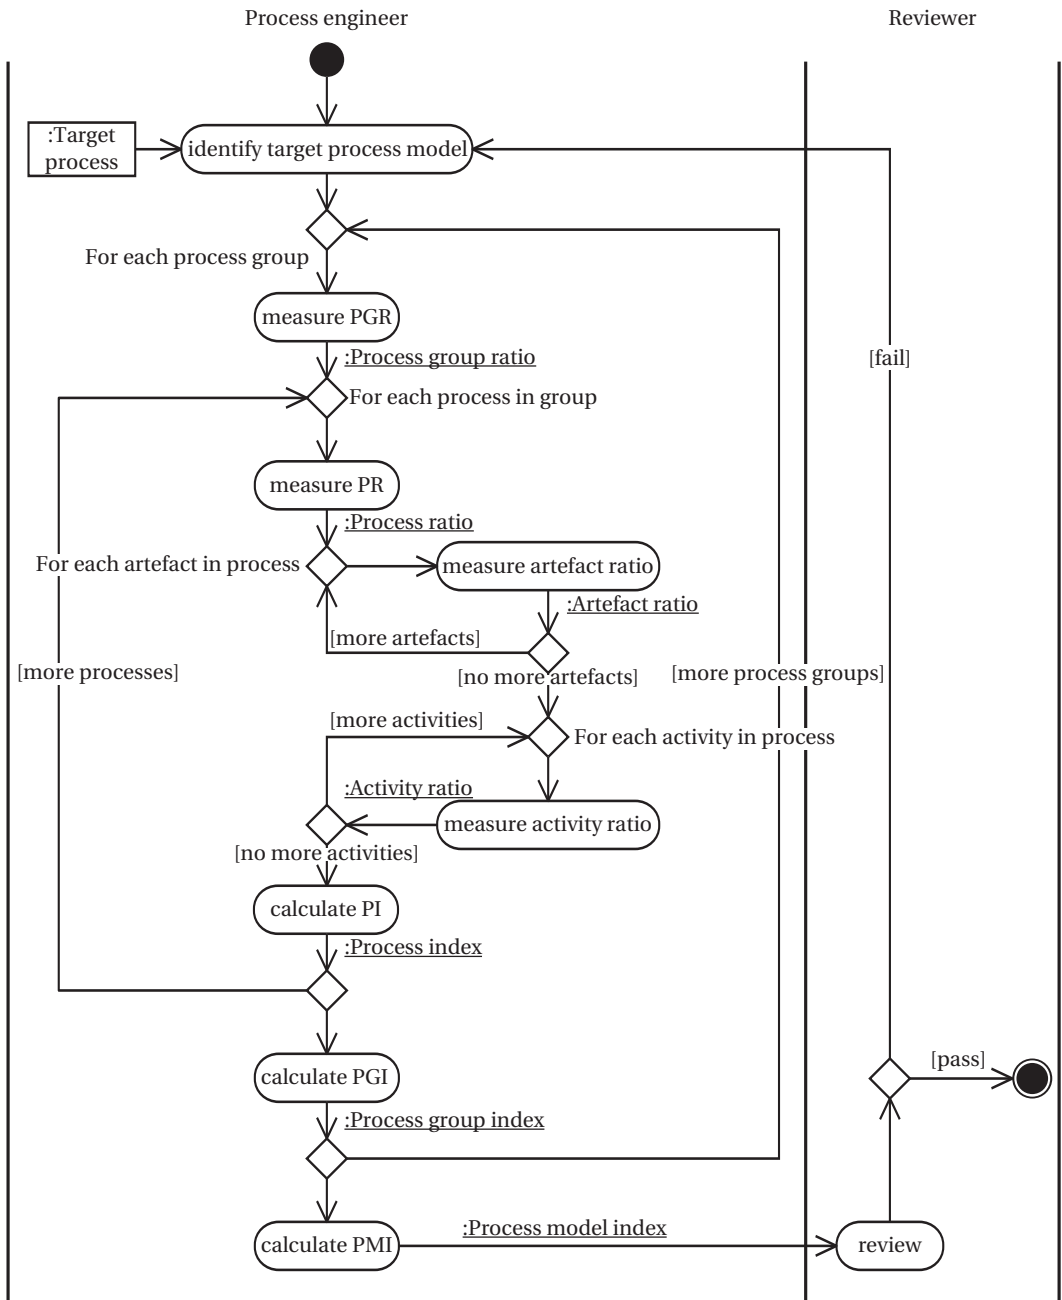 Process engineer
Reviewer
:Target
process
identify target process model
For each process group
measure PGR
:Process group ratio
[fail]
For each process in group
measure PR
:Process ratio
For each artefact in process
measure artefact ratio
:Artefact ratio
[more artefacts]
[more processes]
[no more artefacts]
[more process groups]
[more activities]
For each activity in process
:Activity ratio
measure activity ratio
[no more activities]
calculate PI
:Process index
[pass]
calculate PGI
:Process group index
:Process model index
calculate PMI
review